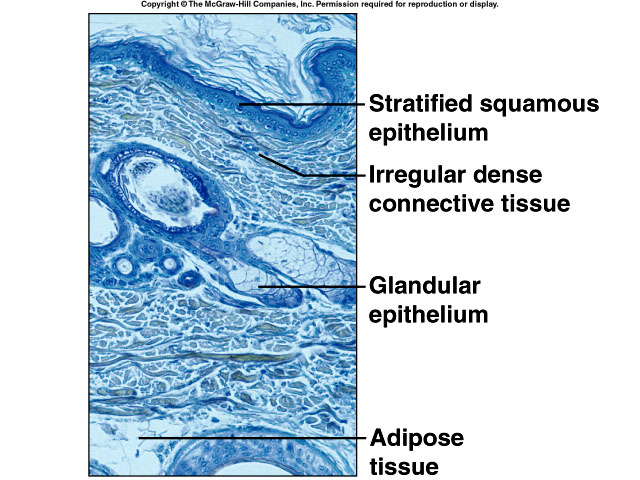 Copyright © The McGraw-Hill Companies, Inc. Permission required for reproduction or display.
Stratified squamous
epithelium
Irregular dense
connective tissue
Glandular
epithelium
Adipose
tissue